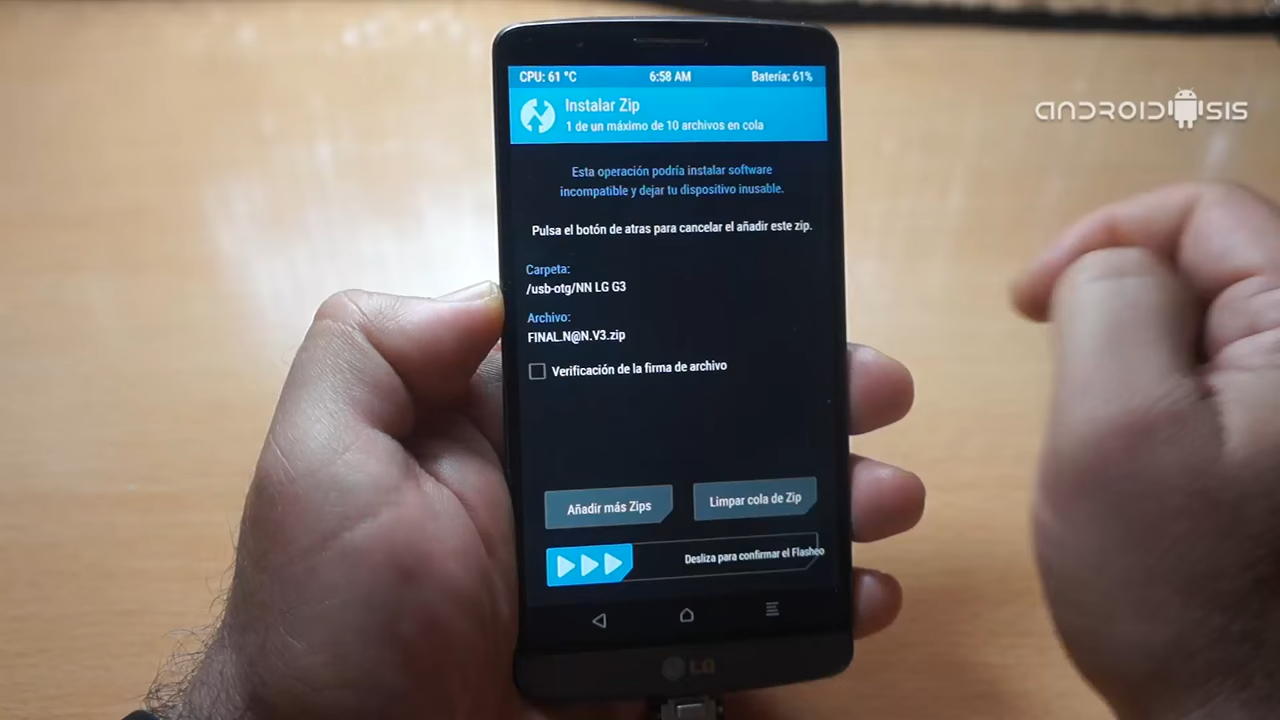 CPU: 61 °C 6:58 AM Batería: 61%
Instalar Zip
1 de un máximo de 10 archivos en cola
ANDROIDSIS
Esta operación podría instalar software
incompatible y dejar tu dispositivo inusable.
Pulsa el botón de atras para cancelar el añadir este zip.
Carpeta:
/usb-otg/NN LG G3
Archivo:
FINAL.N@N.V3.zip
Verificación de la firma de archivo
Añadir más Zips
Limpar cola de Zip
Desliza para confirmar el Flasheo
LG